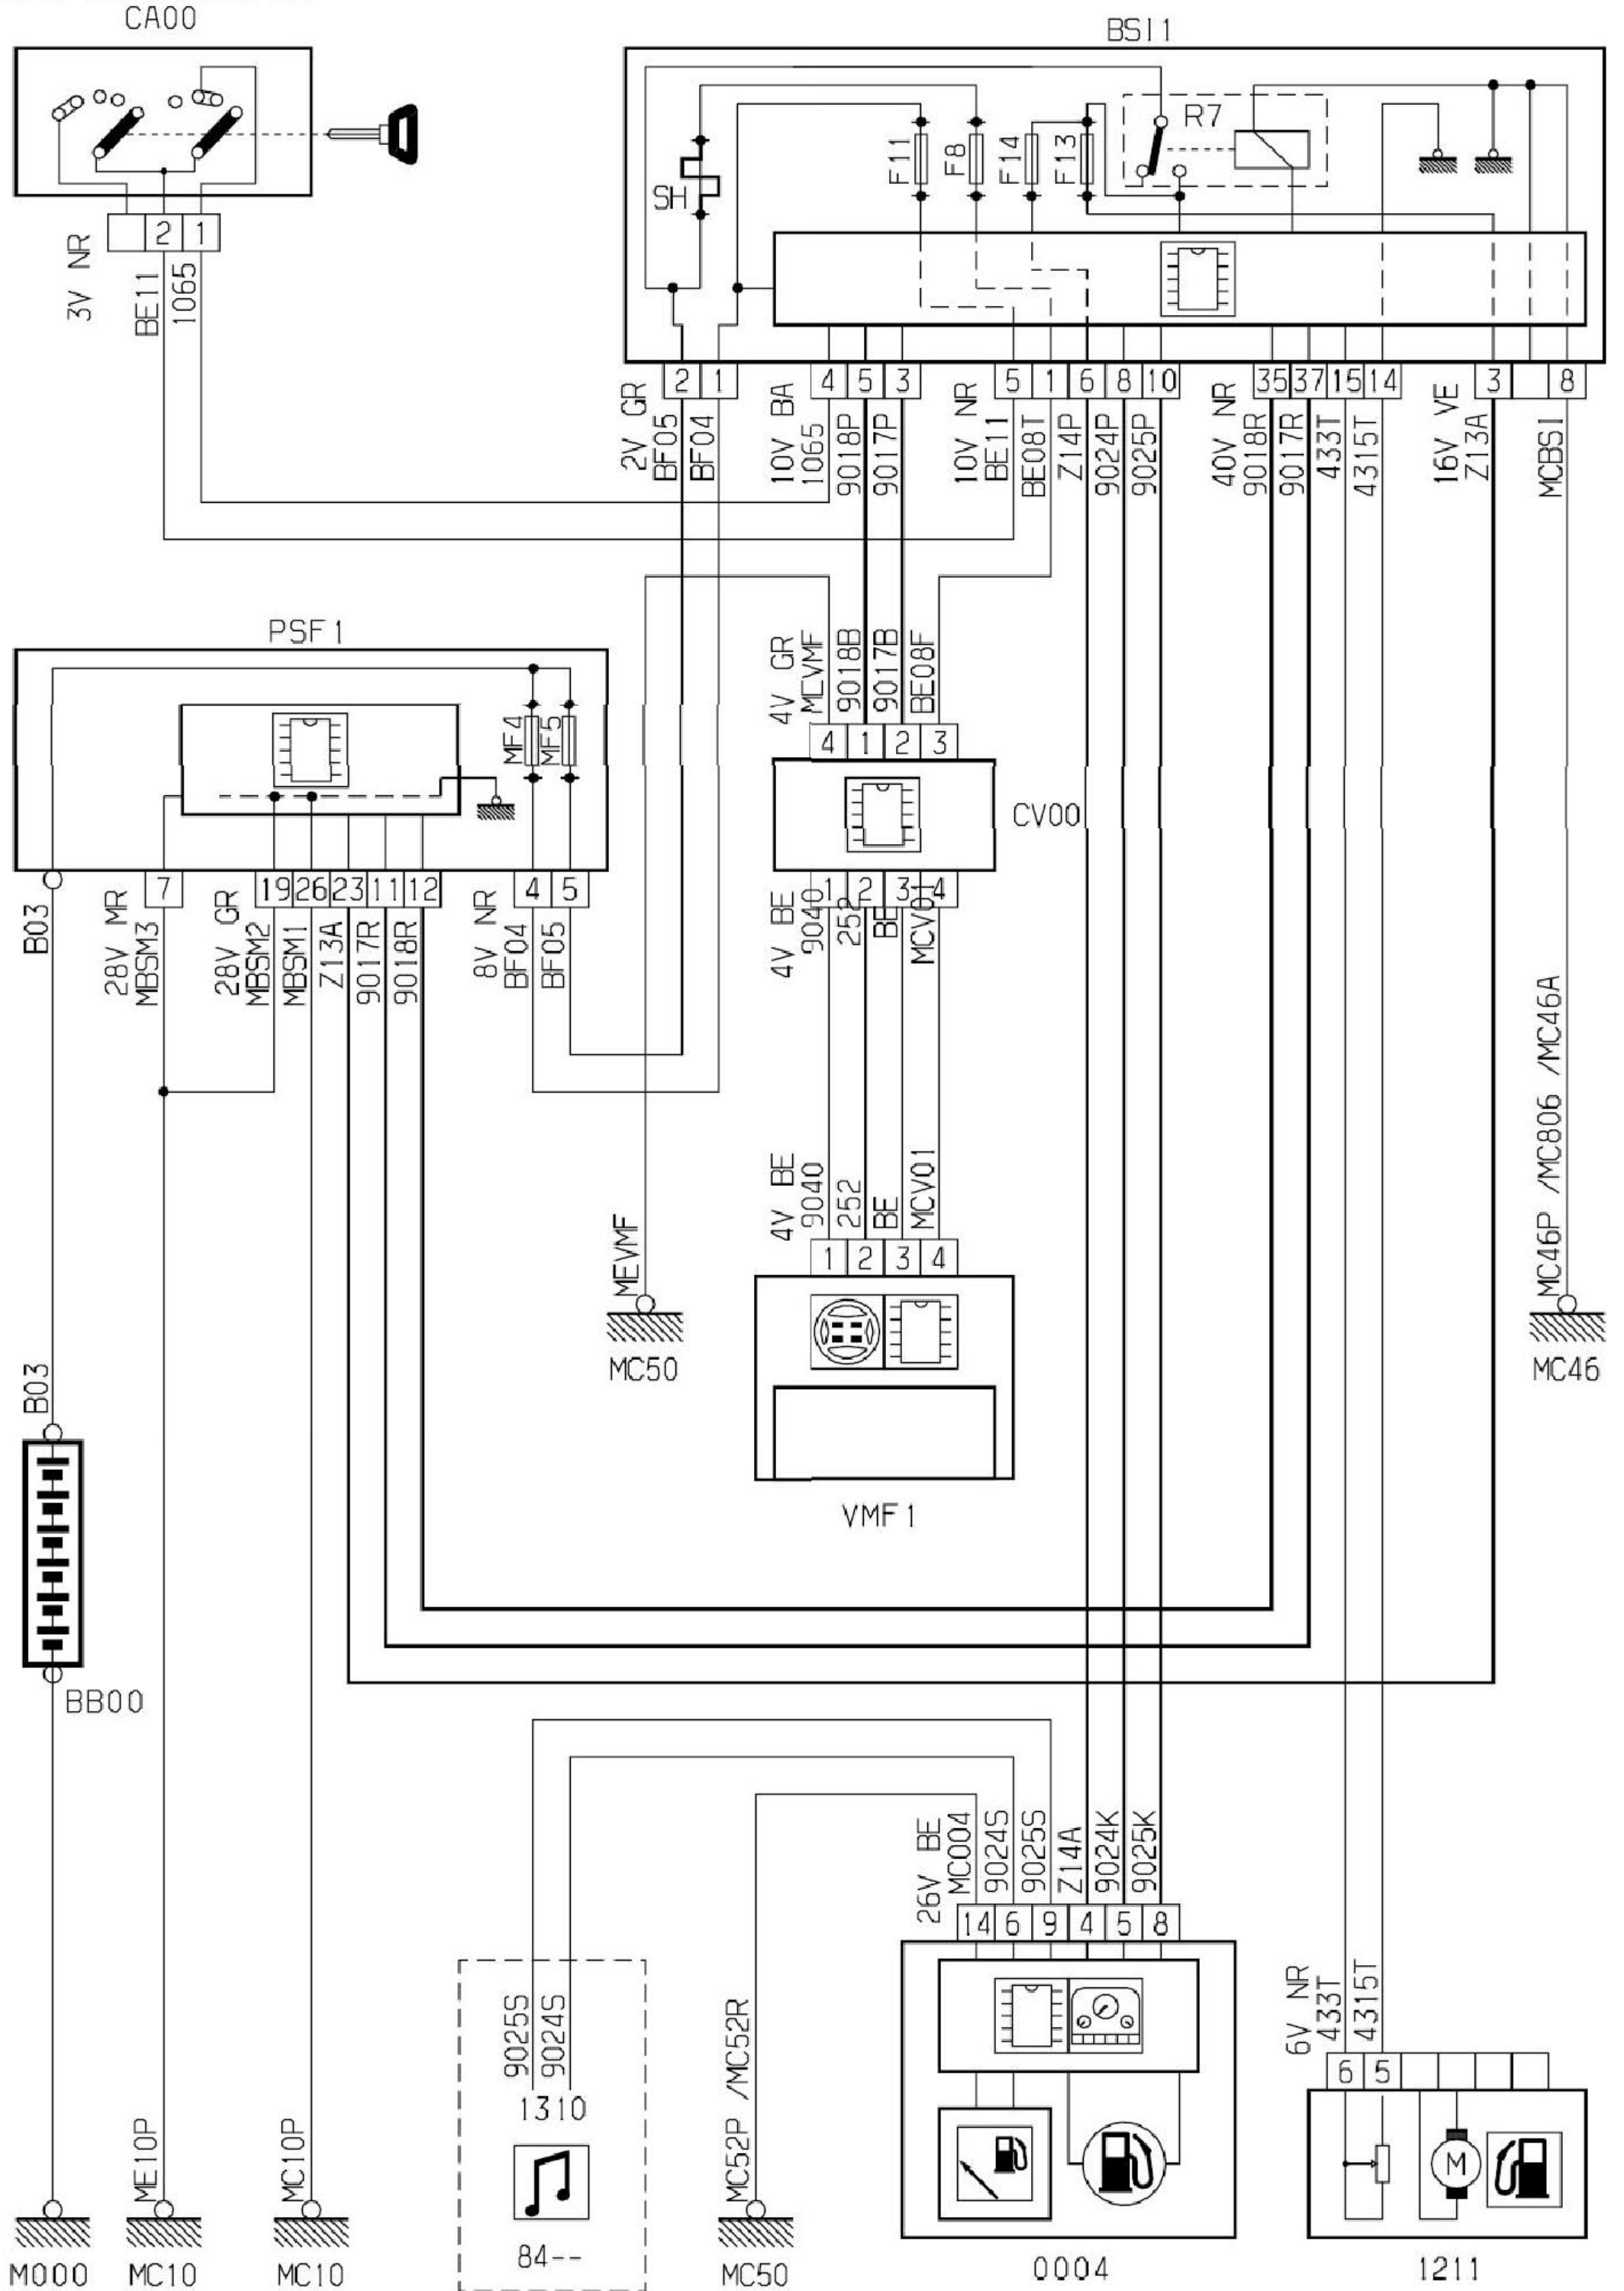 CA00
BSI1
R7
F11
F8
F14
F13
SH
2 1
3V NR
BE11
1065
2 1 4 5 3 5 1 6 8 10 35 37 15 14 3 8
2V GR
BF05
BF04
10V BA
1065
9018P
9017P
10V NR
BE11
BE08T
Z14P
9024P
9025P
40V NR
9018R
9017R
433T
4315T
16V VE
Z13A
MCBSI
PSF1
MF4
MF5
4V GR
MCVMF
9018B
9017B
BE08F
4 1 2 3
CV00
7 19 26 23 11 12 4 5
B03
28V MR
MBSM3
28V GR
MBSM2
MBSM1
Z13A
9017R
9018R
8V NR
BF04
BF05
1 2 3 4
4V BE
9040
252
BE
MCV01
MC46P /MC806 /MC46A
4V BE
9040
252
BE
MCV01
1 2 3 4
MEVMF
MC50
MC46
B03
VMF1
BB00
26V BE
MC004
9024S
9025S
Z14A
9024K
9025K
14 6 9 4 5 8
6V NR
433T
4315T
6 5
9025S
9024S
1310
MC52P /MC52R
M
ME10P
MC10P
M000
MC10
MC10
84--
MC50
0004
1211